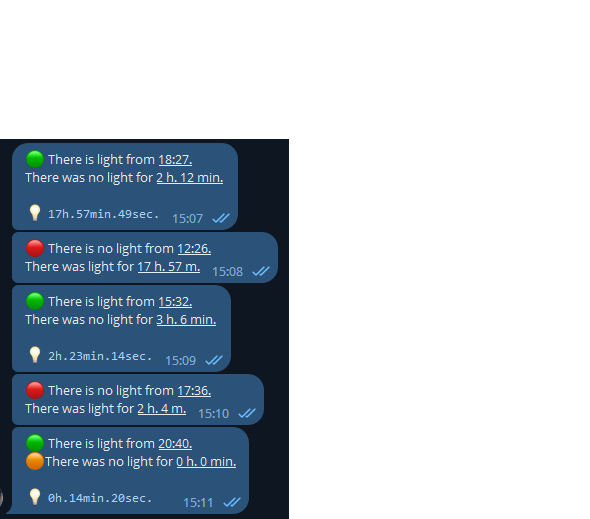 There is light from 18:27.
There was no light for 2 h. 12 min.
17h.57min.49sec. 15:07
There is no light from 12:26.
There was light for 17 h. 57 m. 15:08
There is light from 15:32.
There was no light for 3 h. 6 min.
2h.23min.14sec. 15:09
There is no light from 17:36.
There was light for 2 h. 4 m. 15:10
There is light from 20:40.
There was no light for 0 h. 0 min.
0h.14min.20sec. 15:11